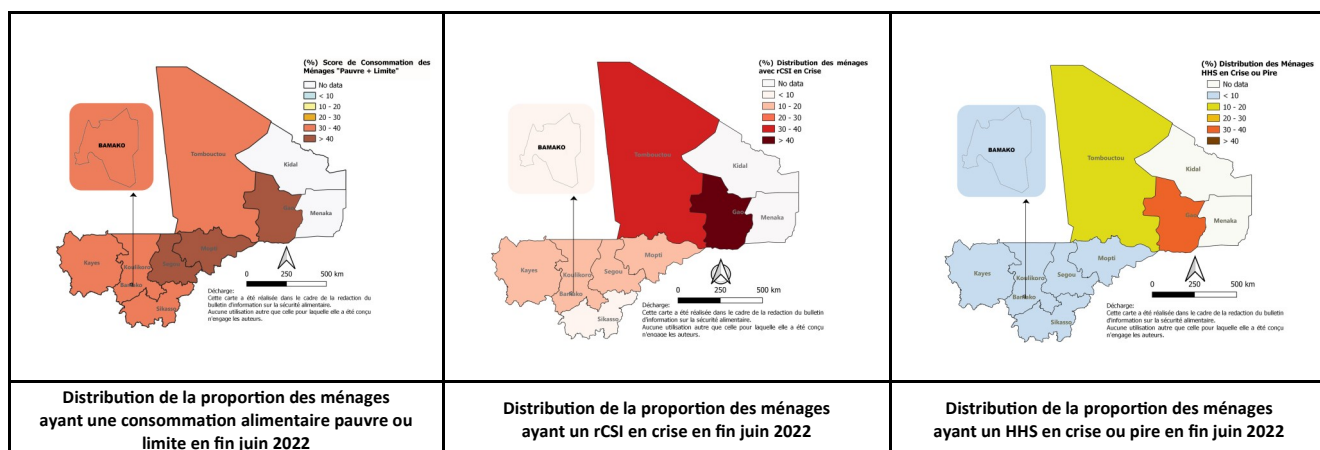 (%) Score de Consommation des
Ménages "Pauvre + Limite"
No data
< 10
10 - 20
20 - 30
30 - 40
> 40
BAMAKO
Tombouctou
Kidal
Gao
Menaka
Mopti
Kayes
Koulikoro
Segou
Bamako
Sikasso
0 250 500 km
Décharge:
Cette carte a été réalisée dans le cadre de la redaction du
bulletin d'information sur la sécurité alimentaire.
Aucune utilisation autre que celle pour laquelle elle a été conçu
n'engage les auteurs.
Distribution de la proportion des ménages
ayant une consommation alimentaire pauvre ou
limite en fin juin 2022
(%) Distribution des ménages
avec rCSI en Crise
No data
< 10
10 - 20
20 - 30
30 - 40
> 40
BAMAKO
Tombouctou
Kidal
Gao
Menaka
Mopti
Kayes
Koulikoro
Segou
Bamako
Sikasso
0 250 500 km
Décharge:
Cette carte a été réalisée dans le cadre de la redaction du bulletin
d'information sur la sécurité alimentaire.
Aucune utilisation autre que celle pour laquelle elle a été conçu
n'engage les auteurs.
Distribution de la proportion des ménages
ayant un rCSI en crise en fin juin 2022
(%) Distribution des Ménages
HHS en Crise ou Pire
No data
< 10
10 - 20
20 - 30
30 - 40
> 40
BAMAKO
Tombouctou
Kidal
Gao
Menaka
Mopti
Kayes
Koulikoro
Segou
Bamako
Sikasso
0 250 500 km
Décharge:
Cette carte a été réalisée dans le cadre de la redaction du bulletin
d'information sur la sécurité alimentaire.
Aucune utilisation autre que celle pour laquelle elle a été conçu
n'engage les auteurs.
Distribution de la proportion des ménages
ayant un HHS en crise ou pire en fin juin 2022